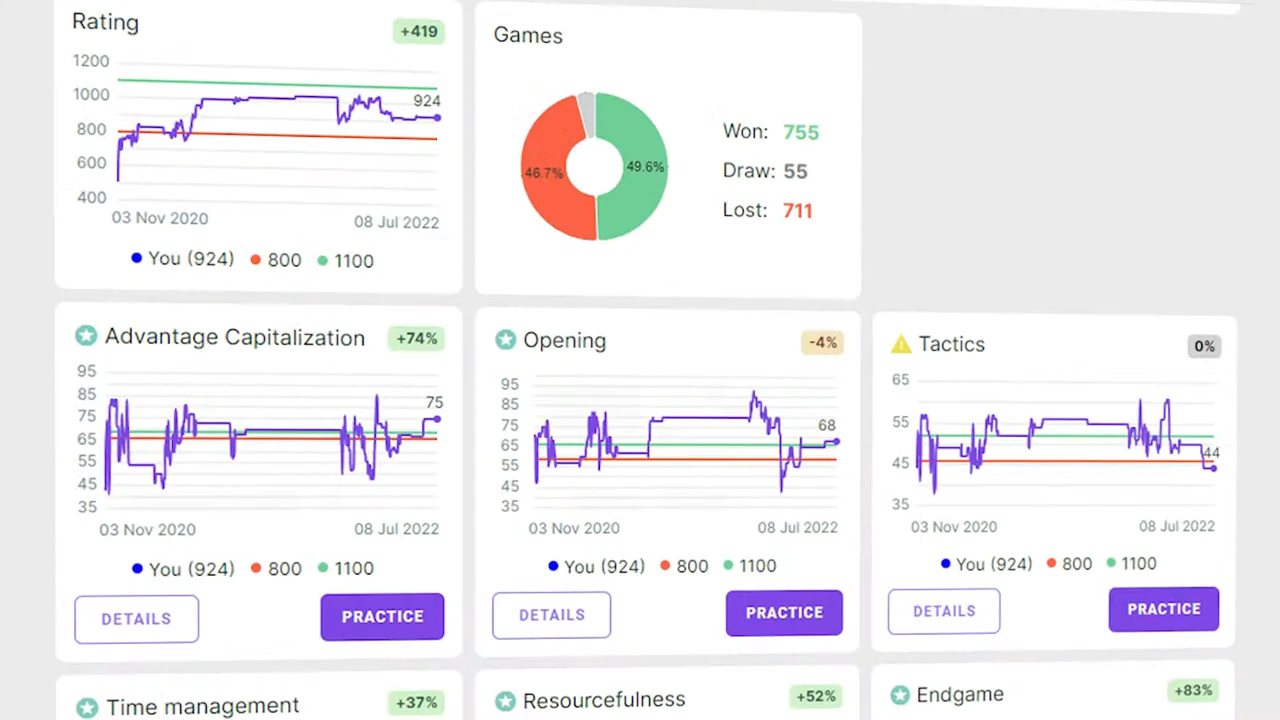 Rating
+419
1200
1000
800
600
400
924
03 Nov 2020
08 Jul 2022
You (924)
800
1100
Games
46.7%
49.6%
Won: 755
Draw: 55
Lost: 711
Advantage Capitalization
+74%
95
85
75
65
55
45
35
75
03 Nov 2020
08 Jul 2022
You (924)
800
1100
DETAILS
PRACTICE
Opening
-4%
95
85
75
65
55
45
35
68
03 Nov 2020
08 Jul 2022
You (924)
800
1100
DETAILS
PRACTICE
Tactics
0%
65
55
45
35
44
03 Nov 2020
08 Jul 2022
You (924)
800
1100
DETAILS
PRACTICE
Time management
+37%
Resourcefulness
+52%
Endgame
+83%